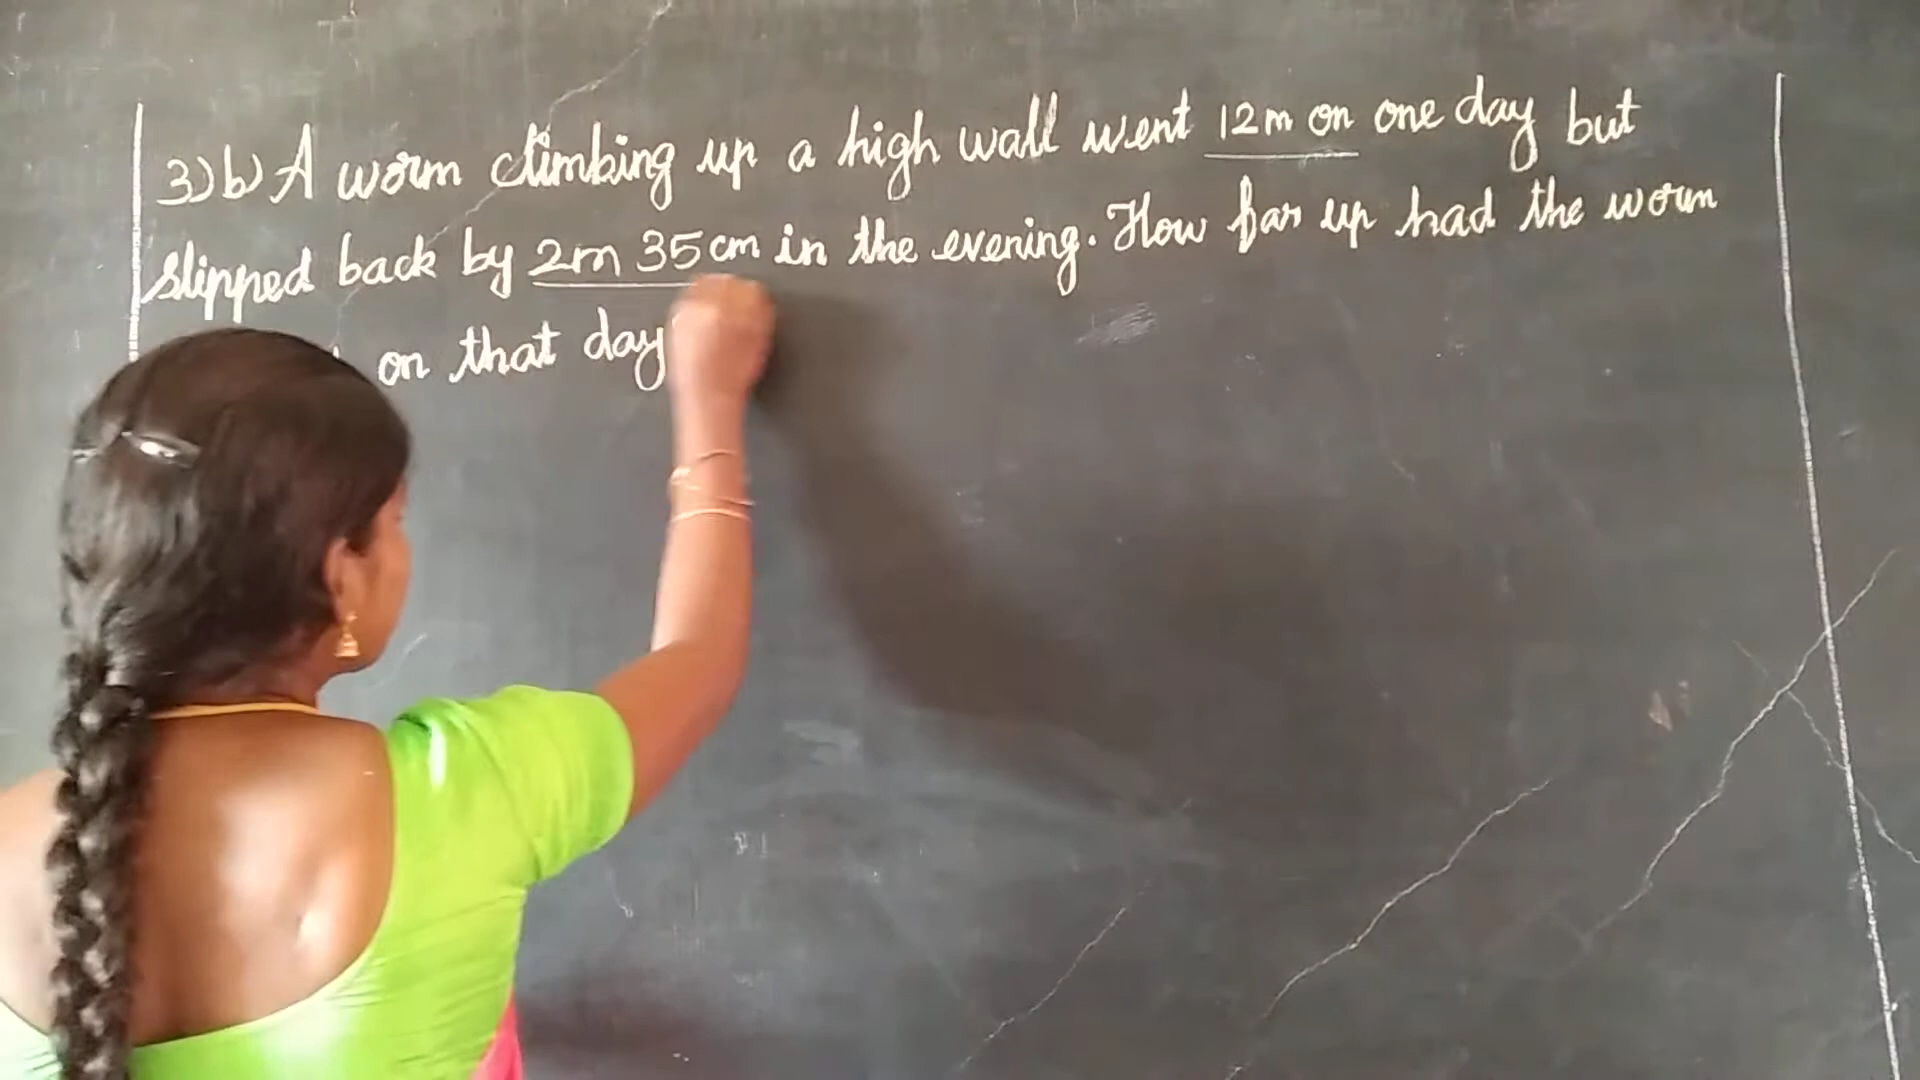 3) b) A worm climbing up a high wall went 12m on one day but
slipped back by 2m 35cm in the evening. How far up had the worm
on that day